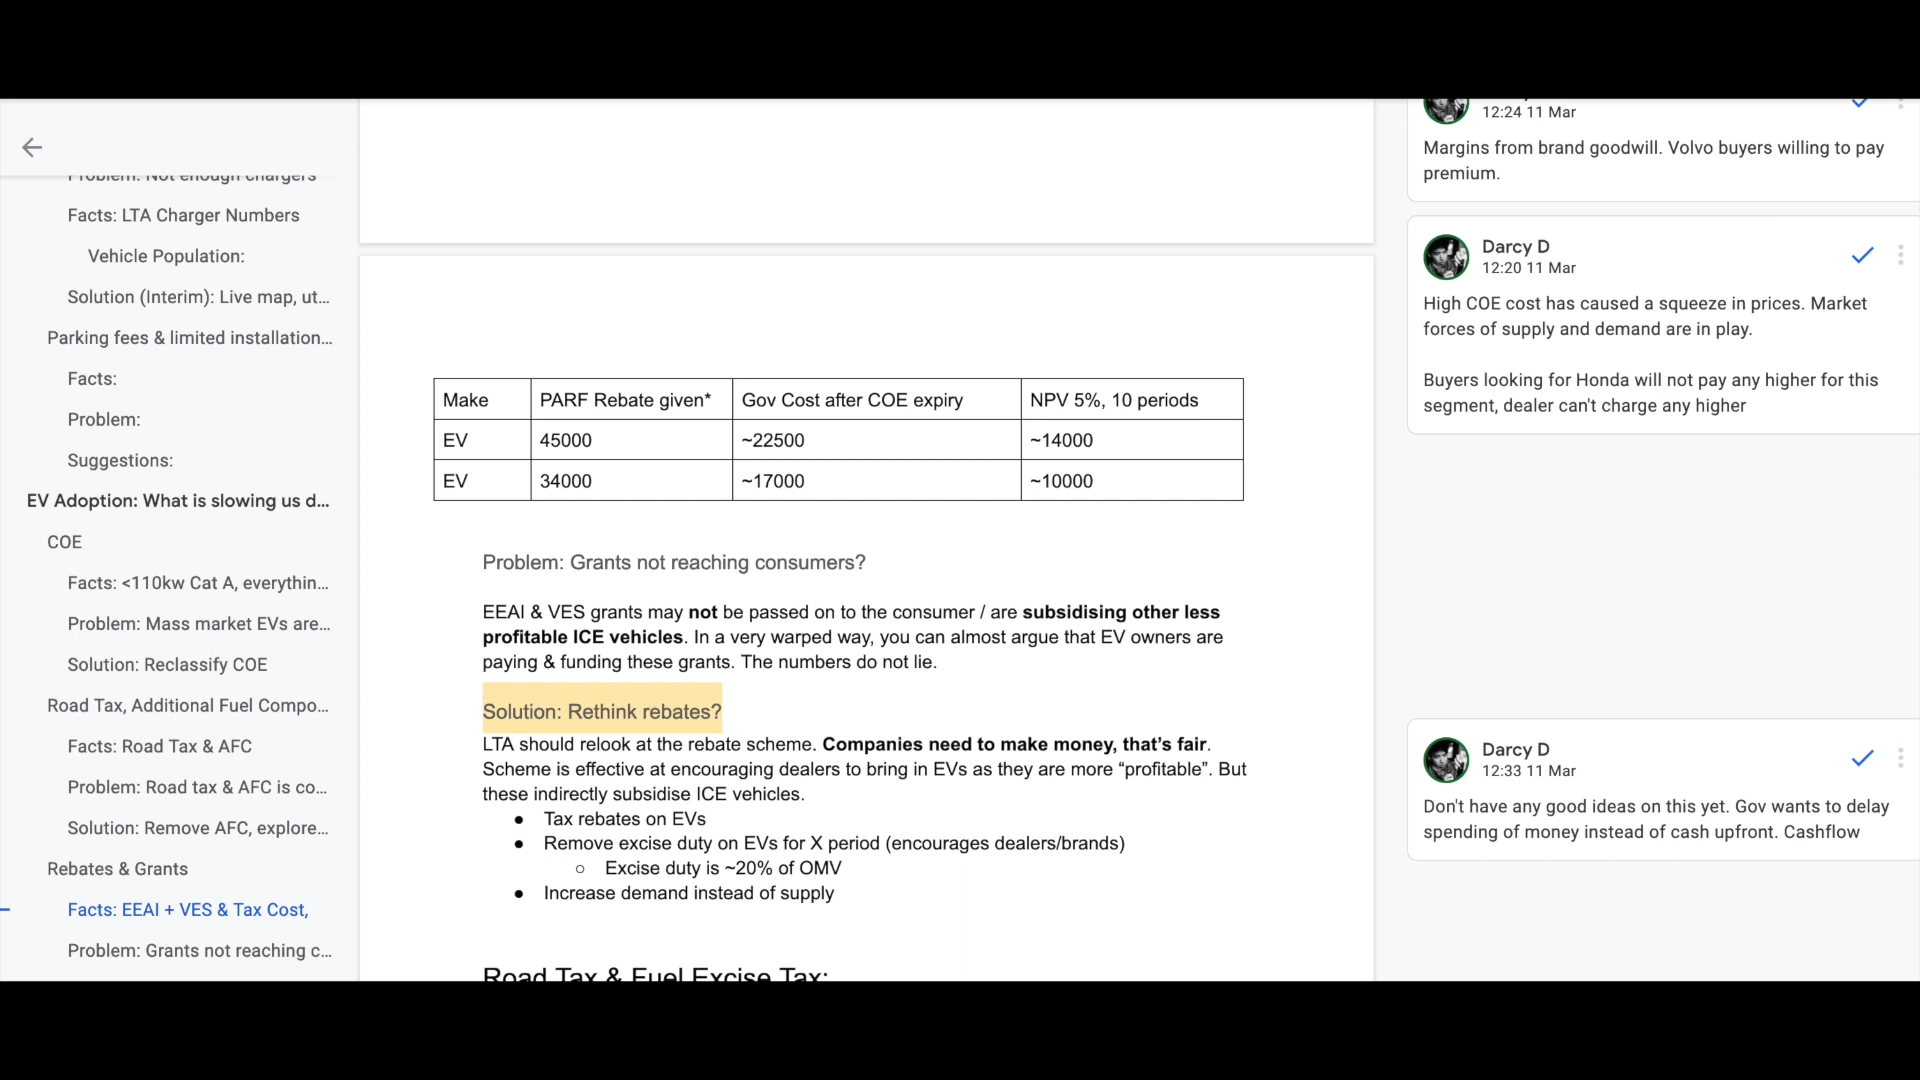 Problem: Not enough chargers
Facts: LTA Charger Numbers
Vehicle Population:
Solution (Interim): Live map, ut...
Parking fees & limited installation...
Facts:
Problem:
Suggestions:
EV Adoption: What is slowing us d...
COE
Facts: <110kw Cat A, everythin...
Problem: Mass market EVs are...
Solution: Reclassify COE
Road Tax, Additional Fuel Compo...
Facts: Road Tax & AFC
Problem: Road tax & AFC is co...
Solution: Remove AFC, explore...
Rebates & Grants
Facts: EEAI + VES & Tax Cost,
Problem: Grants not reaching c...
Make PARF Rebate given* Gov Cost after COE expiry NPV 5%, 10 periods
EV 45000 ~22500 ~14000
EV 34000 ~17000 ~10000
Problem: Grants not reaching consumers?
EEAI & VES grants may not be passed on to the consumer / are subsidising other less
profitable ICE vehicles. In a very warped way, you can almost argue that EV owners are
paying & funding these grants. The numbers do not lie.
Solution: Rethink rebates?
LTA should relook at the rebate scheme. Companies need to make money, that’s fair.
Scheme is effective at encouraging dealers to bring in EVs as they are more “profitable”. But
these indirectly subsidise ICE vehicles.
● Tax rebates on EVs
● Remove excise duty on EVs for X period (encourages dealers/brands)
○ Excise duty is ~20% of OMV
● Increase demand instead of supply
Road Tax & Fuel Excise Tax:
12:24 11 Mar
Margins from brand goodwill. Volvo buyers willing to pay
premium.
Darcy D
12:20 11 Mar
High COE cost has caused a squeeze in prices. Market
forces of supply and demand are in play.
Buyers looking for Honda will not pay any higher for this
segment, dealer can't charge any higher
Darcy D
12:33 11 Mar
Don't have any good ideas on this yet. Gov wants to delay
spending of money instead of cash upfront. Cashflow